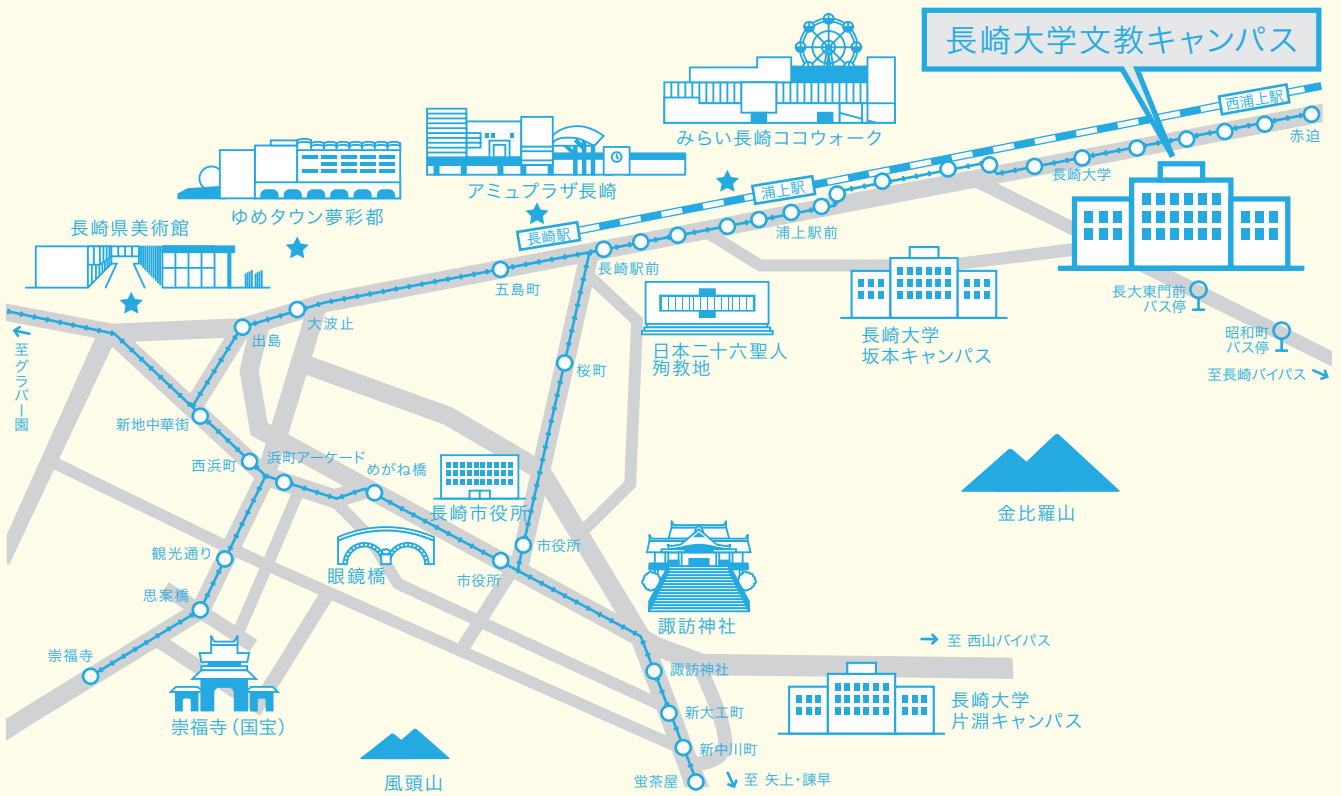 長崎大学文教キャンパス
西浦上駅
赤迫
みらい長崎ココウォーク
長崎大学
アミュプラザ長崎
浦上駅
ゆめタウン夢彩都
長崎県美術館
長崎駅
浦上駅前
長崎駅前
五島町
長大東門前
バス停
大波止
出島
昭和町
バス停
至グラバー園
日本二十六聖人
殉教地
長崎大学
坂本キャンパス
桜町
至長崎バイパス
新地中華街
西浜町
浜町アーケード
めがね橋
長崎市役所
金比羅山
観光通り
市役所
眼鏡橋
市役所
思案橋
諏訪神社
至 西山バイパス
崇福寺
諏訪神社
長崎大学
片淵キャンパス
新大工町
崇福寺(国宝)
新中川町
風頭山
蛍茶屋
至 矢上・諫早